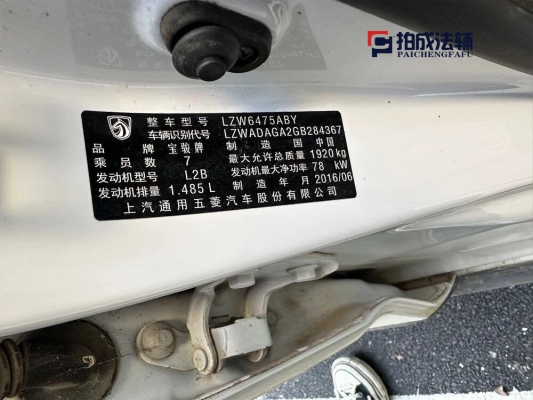 拍成法辅
PAICHENGFAFU
整车型号 LZW6475ABY
车辆识别代号 LZWADAGA2GB284367
品牌 宝骏牌 制造国 中国
乘员数 7 最大允许总质量 1920 kg
发动机型号 L2B 发动机最大净功率 78 kW
发动机排量 1.485 L 制造年月 2016/06
上汽通用五菱汽车股份有限公司